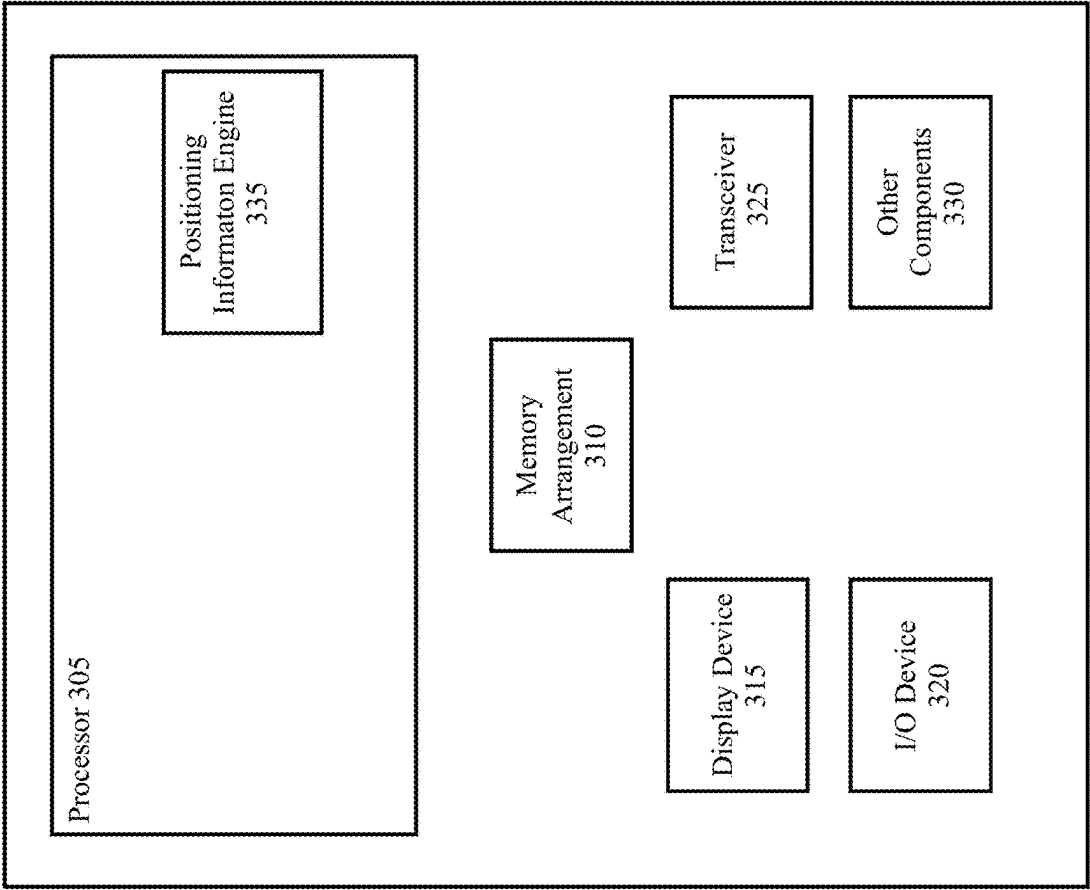 Processor 305
Positioning
Informaton Engine
335
Memory
Arrangement
310
Display Device
315
Transceiver
325
I/O Device
320
Other
Components
330